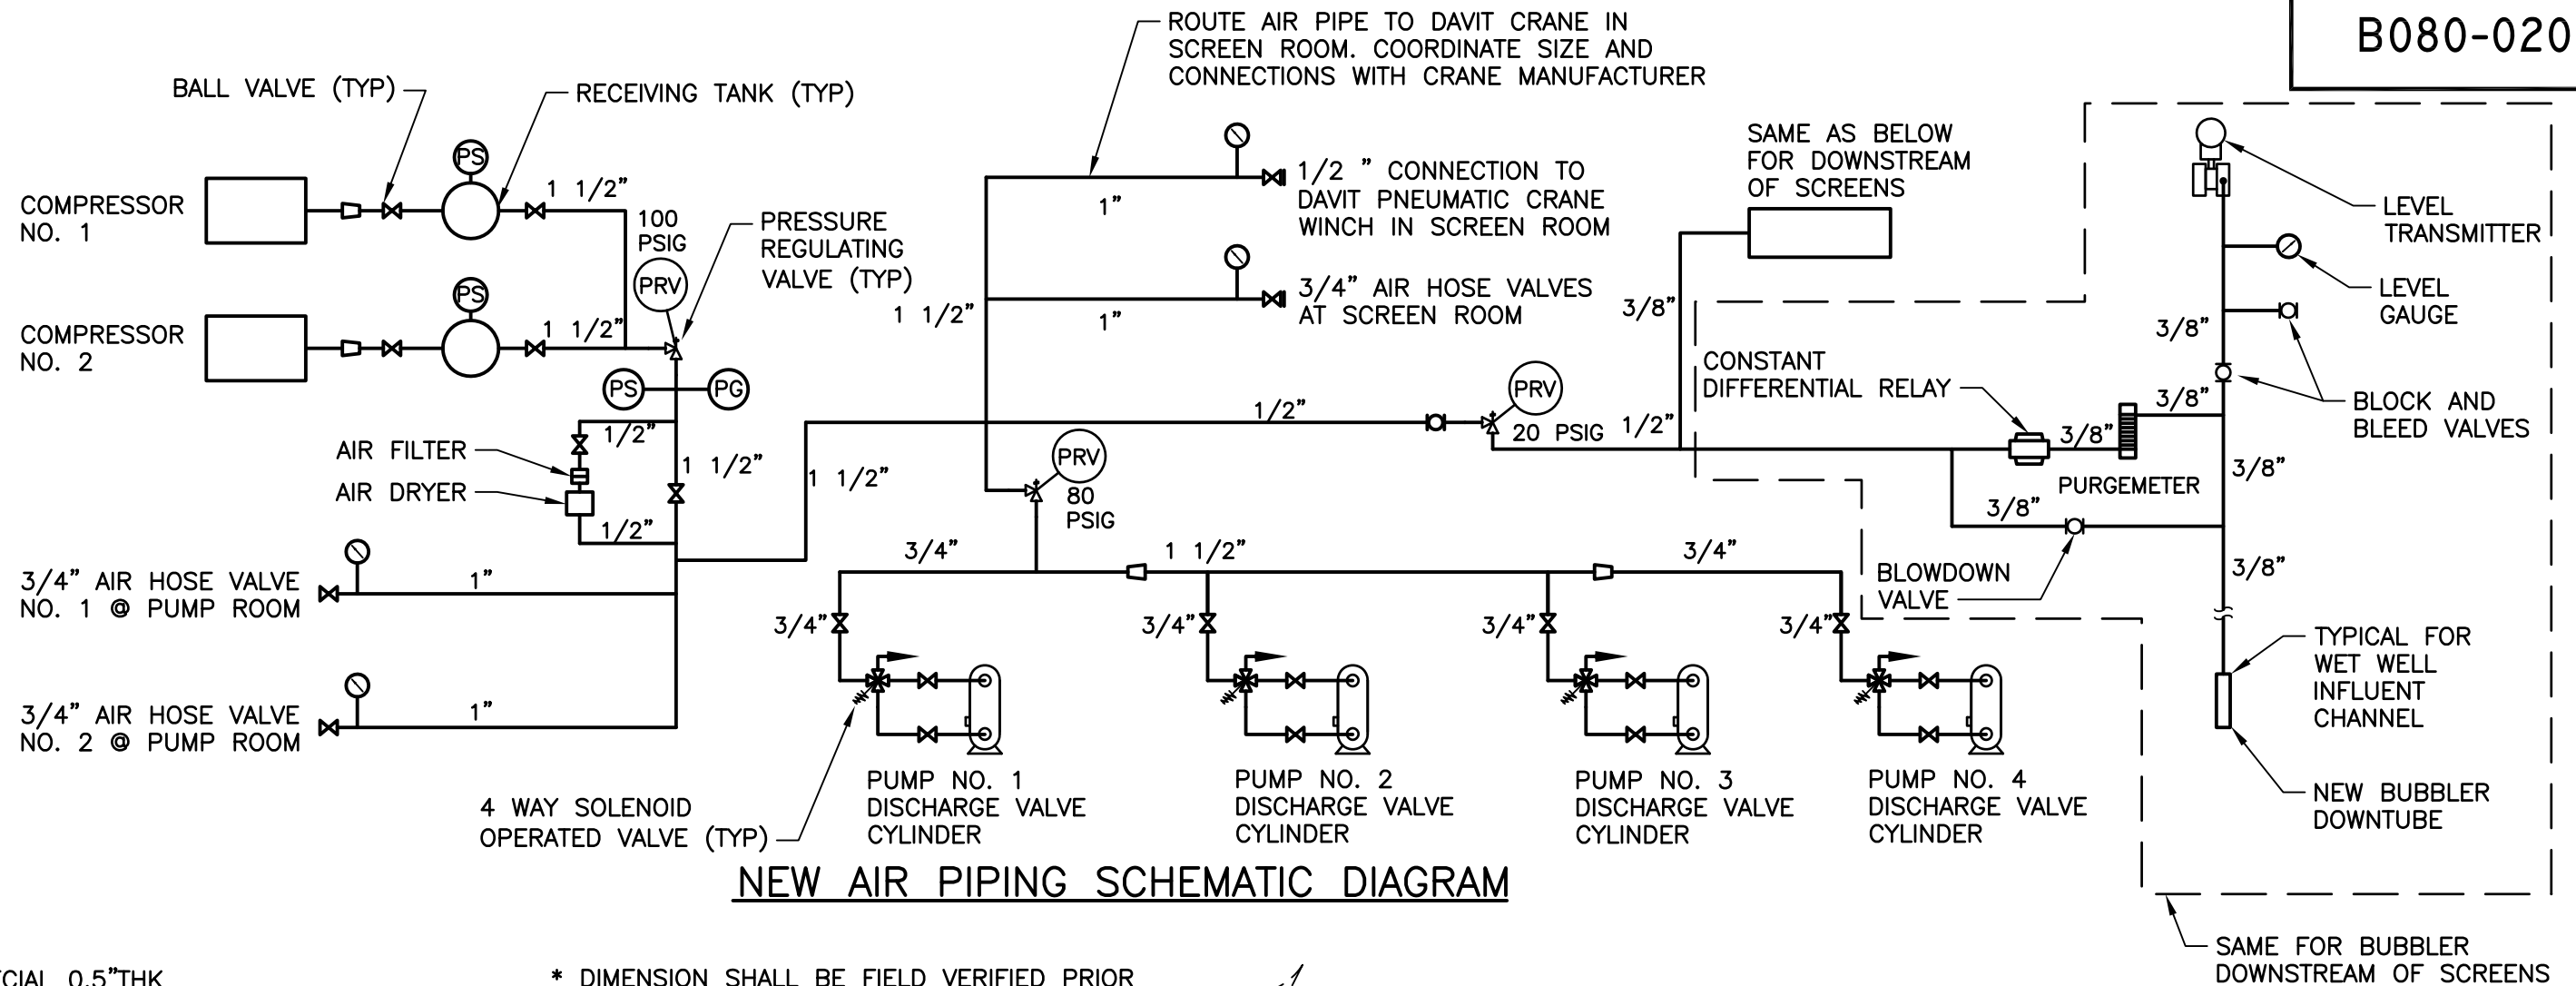 B080-020
ROUTE AIR PIPE TO DAVIT CRANE IN
SCREEN ROOM. COORDINATE SIZE AND
CONNECTIONS WITH CRANE MANUFACTURER
BALL VALVE (TYP)
RECEIVING TANK (TYP)
COMPRESSOR
NO. 1
PS
1 1/2"
100
PSIG
PRV
PRESSURE
REGULATING
VALVE (TYP)
COMPRESSOR
NO. 2
PS
1 1/2"
PS
PG
1/2"
AIR FILTER
AIR DRYER
1 1/2"
1/2"
1 1/2"
3/4" AIR HOSE VALVE
NO. 1 @ PUMP ROOM
1"
3/4" AIR HOSE VALVE
NO. 2 @ PUMP ROOM
1"
1"
1/2 " CONNECTION TO
DAVIT PNEUMATIC CRANE
WINCH IN SCREEN ROOM
1 1/2"
1"
3/4" AIR HOSE VALVES
AT SCREEN ROOM
SAME AS BELOW
FOR DOWNSTREAM
OF SCREENS
3/8"
1/2"
PRV
20 PSIG
1/2"
PRV
80
PSIG
CONSTANT
DIFFERENTIAL RELAY
3/8"
PURGEMETER
3/8"
3/8"
3/8"
3/8"
3/8"
BLOWDOWN
VALVE
LEVEL
TRANSMITTER
LEVEL
GAUGE
BLOCK AND
BLEED VALVES
TYPICAL FOR
WET WELL
INFLUENT
CHANNEL
NEW BUBBLER
DOWNTUBE
3/4"
1 1/2"
3/4"
3/4"
3/4"
3/4"
3/4"
4 WAY SOLENOID
OPERATED VALVE (TYP)
PUMP NO. 1
DISCHARGE VALVE
CYLINDER
PUMP NO. 2
DISCHARGE VALVE
CYLINDER
PUMP NO. 3
DISCHARGE VALVE
CYLINDER
PUMP NO. 4
DISCHARGE VALVE
CYLINDER
NEW AIR PIPING SCHEMATIC DIAGRAM
SAME FOR BUBBLER
DOWNSTREAM OF SCREENS
CIAL 0.5"THK
* DIMENSION SHALL BE FIELD VERIFIED PRIOR